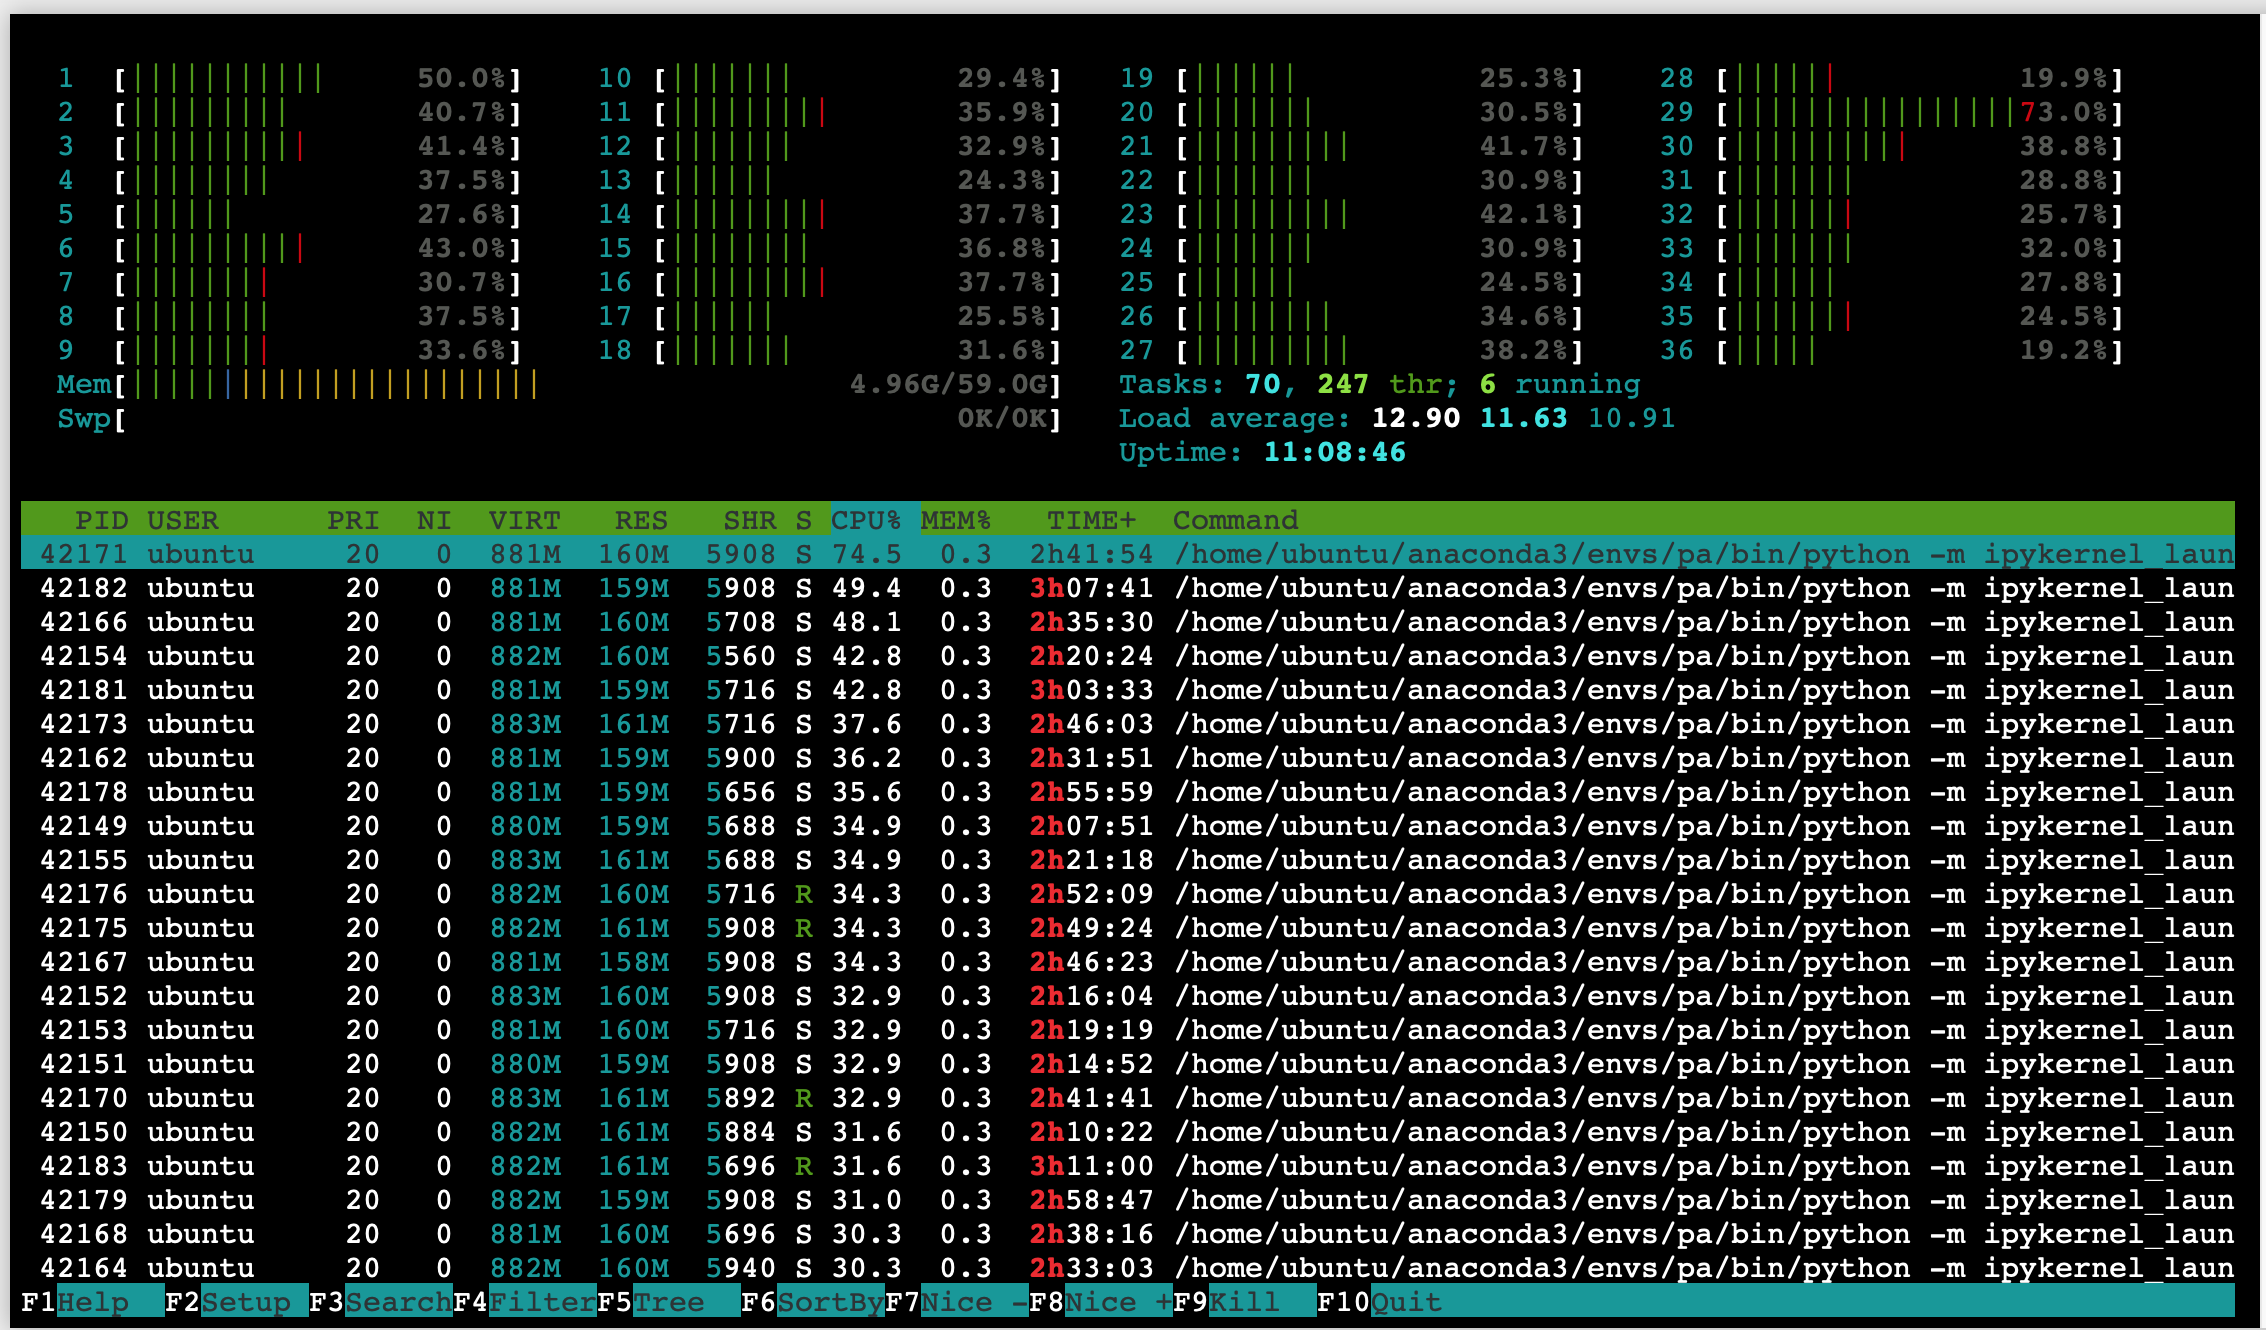 1 [||||||||||| 50.0%] 10 [||||||| 29.4%] 19 [|||||| 25.3%] 28 [|||||| 19.9%]
2 [||||||||| 40.7%] 11 [||||||||| 35.9%] 20 [||||||| 30.5%] 29 [||||||||||||||||73.0%]
3 [|||||||||| 41.4%] 12 [||||||| 32.9%] 21 [||||||||| 41.7%] 30 [|||||||||| 38.8%]
4 [|||||||| 37.5%] 13 [|||||| 24.3%] 22 [||||||| 30.9%] 31 [||||||| 28.8%]
5 [|||||| 27.6%] 14 [||||||||| 37.7%] 23 [||||||||| 42.1%] 32 [||||||| 25.7%]
6 [|||||||||| 43.0%] 15 [|||||||| 36.8%] 24 [||||||| 30.9%] 33 [||||||| 32.0%]
7 [|||||||| 30.7%] 16 [||||||||| 37.7%] 25 [|||||| 24.5%] 34 [|||||| 27.8%]
8 [|||||||| 37.5%] 17 [|||||| 25.5%] 26 [|||||||| 34.6%] 35 [||||||| 24.5%]
9 [|||||||| 33.6%] 18 [||||||| 31.6%] 27 [||||||||| 38.2%] 36 [||||| 19.2%]
Mem[||||||||||||||||||||||| 4.96G/59.0G] Tasks: 70, 247 thr; 6 running
Swp[ 0K/0K] Load average: 12.90 11.63 10.91
Uptime: 11:08:46
PID USER PRI NI VIRT RES SHR S CPU% MEM% TIME+ Command
42171 ubuntu 20 0 881M 160M 5908 S 74.5 0.3 2h41:54 /home/ubuntu/anaconda3/envs/pa/bin/python -m ipykernel_laun
42182 ubuntu 20 0 881M 159M 5908 S 49.4 0.3 3h07:41 /home/ubuntu/anaconda3/envs/pa/bin/python -m ipykernel_laun
42166 ubuntu 20 0 881M 160M 5708 S 48.1 0.3 2h35:30 /home/ubuntu/anaconda3/envs/pa/bin/python -m ipykernel_laun
42154 ubuntu 20 0 882M 160M 5560 S 42.8 0.3 2h20:24 /home/ubuntu/anaconda3/envs/pa/bin/python -m ipykernel_laun
42181 ubuntu 20 0 881M 159M 5716 S 42.8 0.3 3h03:33 /home/ubuntu/anaconda3/envs/pa/bin/python -m ipykernel_laun
42173 ubuntu 20 0 883M 161M 5716 S 37.6 0.3 2h46:03 /home/ubuntu/anaconda3/envs/pa/bin/python -m ipykernel_laun
42162 ubuntu 20 0 881M 159M 5900 S 36.2 0.3 2h31:51 /home/ubuntu/anaconda3/envs/pa/bin/python -m ipykernel_laun
42178 ubuntu 20 0 881M 159M 5656 S 35.6 0.3 2h55:59 /home/ubuntu/anaconda3/envs/pa/bin/python -m ipykernel_laun
42149 ubuntu 20 0 880M 159M 5688 S 34.9 0.3 2h07:51 /home/ubuntu/anaconda3/envs/pa/bin/python -m ipykernel_laun
42155 ubuntu 20 0 883M 161M 5688 S 34.9 0.3 2h21:18 /home/ubuntu/anaconda3/envs/pa/bin/python -m ipykernel_laun
42176 ubuntu 20 0 882M 160M 5716 R 34.3 0.3 2h52:09 /home/ubuntu/anaconda3/envs/pa/bin/python -m ipykernel_laun
42175 ubuntu 20 0 882M 161M 5908 R 34.3 0.3 2h49:24 /home/ubuntu/anaconda3/envs/pa/bin/python -m ipykernel_laun
42167 ubuntu 20 0 881M 158M 5908 S 34.3 0.3 2h46:23 /home/ubuntu/anaconda3/envs/pa/bin/python -m ipykernel_laun
42152 ubuntu 20 0 883M 160M 5908 S 32.9 0.3 2h16:04 /home/ubuntu/anaconda3/envs/pa/bin/python -m ipykernel_laun
42153 ubuntu 20 0 881M 160M 5716 S 32.9 0.3 2h19:19 /home/ubuntu/anaconda3/envs/pa/bin/python -m ipykernel_laun
42151 ubuntu 20 0 880M 159M 5908 S 32.9 0.3 2h14:52 /home/ubuntu/anaconda3/envs/pa/bin/python -m ipykernel_laun
42170 ubuntu 20 0 883M 161M 5892 R 32.9 0.3 2h41:41 /home/ubuntu/anaconda3/envs/pa/bin/python -m ipykernel_laun
42150 ubuntu 20 0 882M 161M 5884 S 31.6 0.3 2h10:22 /home/ubuntu/anaconda3/envs/pa/bin/python -m ipykernel_laun
42183 ubuntu 20 0 882M 161M 5696 R 31.6 0.3 3h11:00 /home/ubuntu/anaconda3/envs/pa/bin/python -m ipykernel_laun
42179 ubuntu 20 0 882M 159M 5908 S 31.0 0.3 2h58:47 /home/ubuntu/anaconda3/envs/pa/bin/python -m ipykernel_laun
42168 ubuntu 20 0 881M 160M 5696 S 30.3 0.3 2h38:16 /home/ubuntu/anaconda3/envs/pa/bin/python -m ipykernel_laun
42164 ubuntu 20 0 882M 160M 5940 S 30.3 0.3 2h33:03 /home/ubuntu/anaconda3/envs/pa/bin/python -m ipykernel_laun
F1Help F2Setup F3SearchF4FilterF5Tree F6SortByF7Nice -F8Nice +F9Kill F10Quit